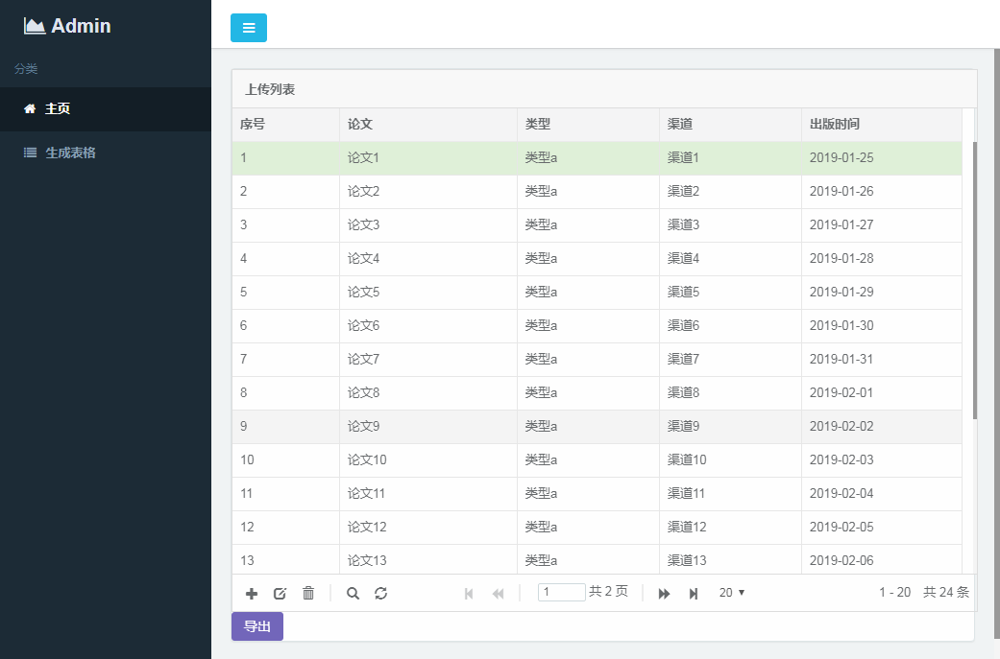 Admin
分类
主页
生成表格
上传列表
序号 论文 类型 渠道 出版时间
1 论文1 类型a 渠道1 2019-01-25
2 论文2 类型a 渠道2 2019-01-26
3 论文3 类型a 渠道3 2019-01-27
4 论文4 类型a 渠道4 2019-01-28
5 论文5 类型a 渠道5 2019-01-29
6 论文6 类型a 渠道6 2019-01-30
7 论文7 类型a 渠道7 2019-01-31
8 论文8 类型a 渠道8 2019-02-01
9 论文9 类型a 渠道9 2019-02-02
10 论文10 类型a 渠道10 2019-02-03
11 论文11 类型a 渠道11 2019-02-04
12 论文12 类型a 渠道12 2019-02-05
13 论文13 类型a 渠道13 2019-02-06
1 共 2 页 20 1 - 20 共 24 条
导出